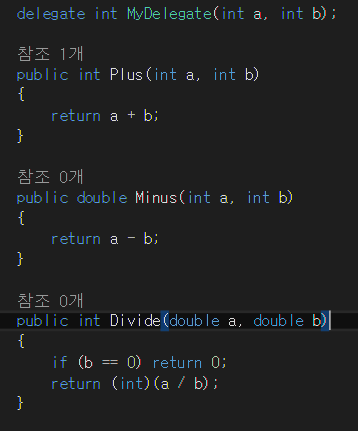 delegate int MyDelegate(int a, int b);
참조 1개
public int Plus(int a, int b)
{
return a + b;
}
참조 0개
public double Minus(int a, int b)
{
return a - b;
}
참조 0개
public int Divide(double a, double b)
{
if (b == 0) return 0;
return (int)(a / b);
}